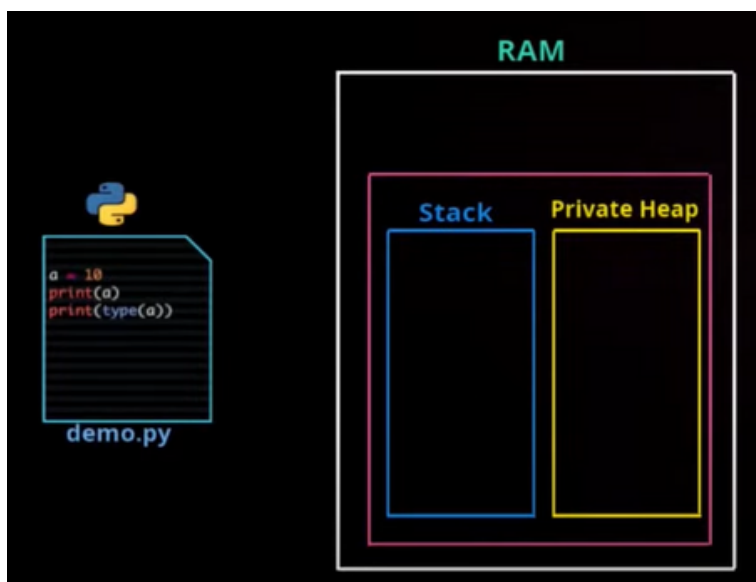 RAM
Stack
Private Heap
a = 10
print(a)
print(type(a))
demo.py